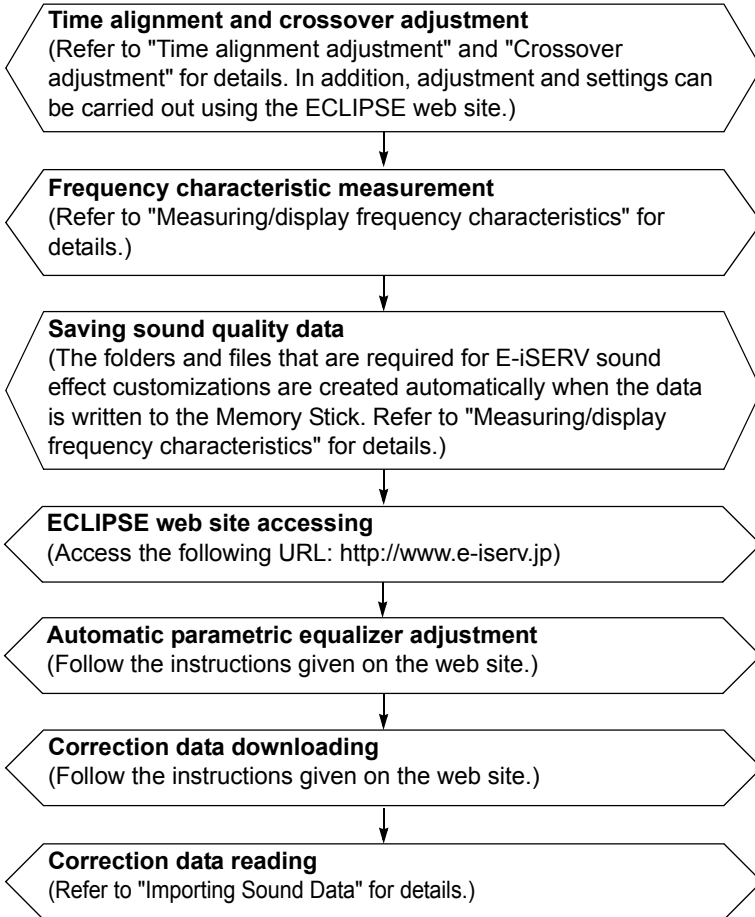 Time alignment and crossover adjustment
(Refer to "Time alignment adjustment" and "Crossover
adjustment" for details. In addition, adjustment and settings can
be carried out using the ECLIPSE web site.)
Frequency characteristic measurement
(Refer to "Measuring/display frequency characteristics" for
details.)
Saving sound quality data
(The folders and files that are required for E-iSERV sound
effect customizations are created automatically when the data
is written to the Memory Stick. Refer to "Measuring/display
frequency characteristics" for details.)
ECLIPSE web site accessing
(Access the following URL: http://www.e-iserv.jp)
Automatic parametric equalizer adjustment
(Follow the instructions given on the web site.)
Correction data downloading
(Follow the instructions given on the web site.)
Correction data reading
(Refer to "Importing Sound Data" for details.)